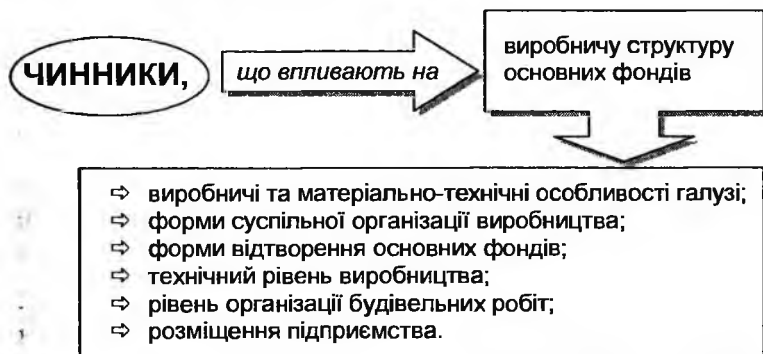 ЧИННИКИ,
що впливають на
виробничу структуру
основних фондів
⇨ виробничі та матеріально-технічні особливості галузі;
⇨ форми суспільної організації виробництва;
⇨ форми відтворення основних фондів;
⇨ технічний рівень виробництва;
⇨ рівень організації будівельних робіт;
⇨ розміщення підприємства.